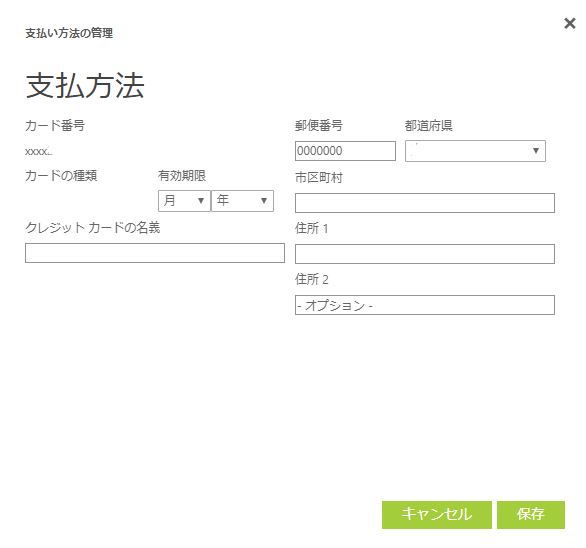 支払い方法の管理
×
支払方法
カード番号
xxxx..
カードの種類
有効期限
月
年
クレジット カードの名義
郵便番号
都道府県
0000000
市区町村
住所 1
住所 2
- オプション -
キャンセル
保存